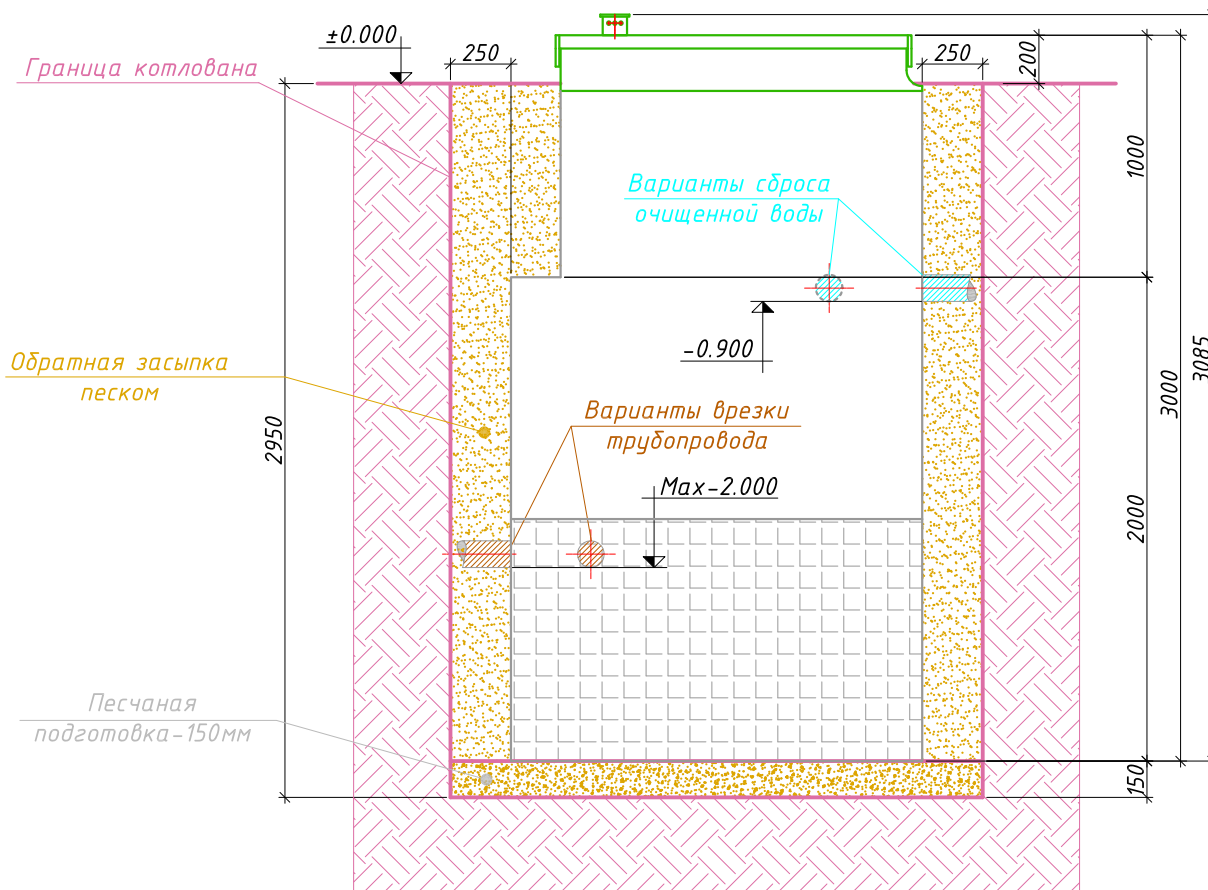 ±0.000
250
250
200
Граница котлована
1000
Варианты сброса
очищенной воды
3085
-0.900
Обратная засыпка
песком
3000
Варианты врезки
трубопровода
2950
Max-2.000
2000
Песчаная
подготовка-150мм
150